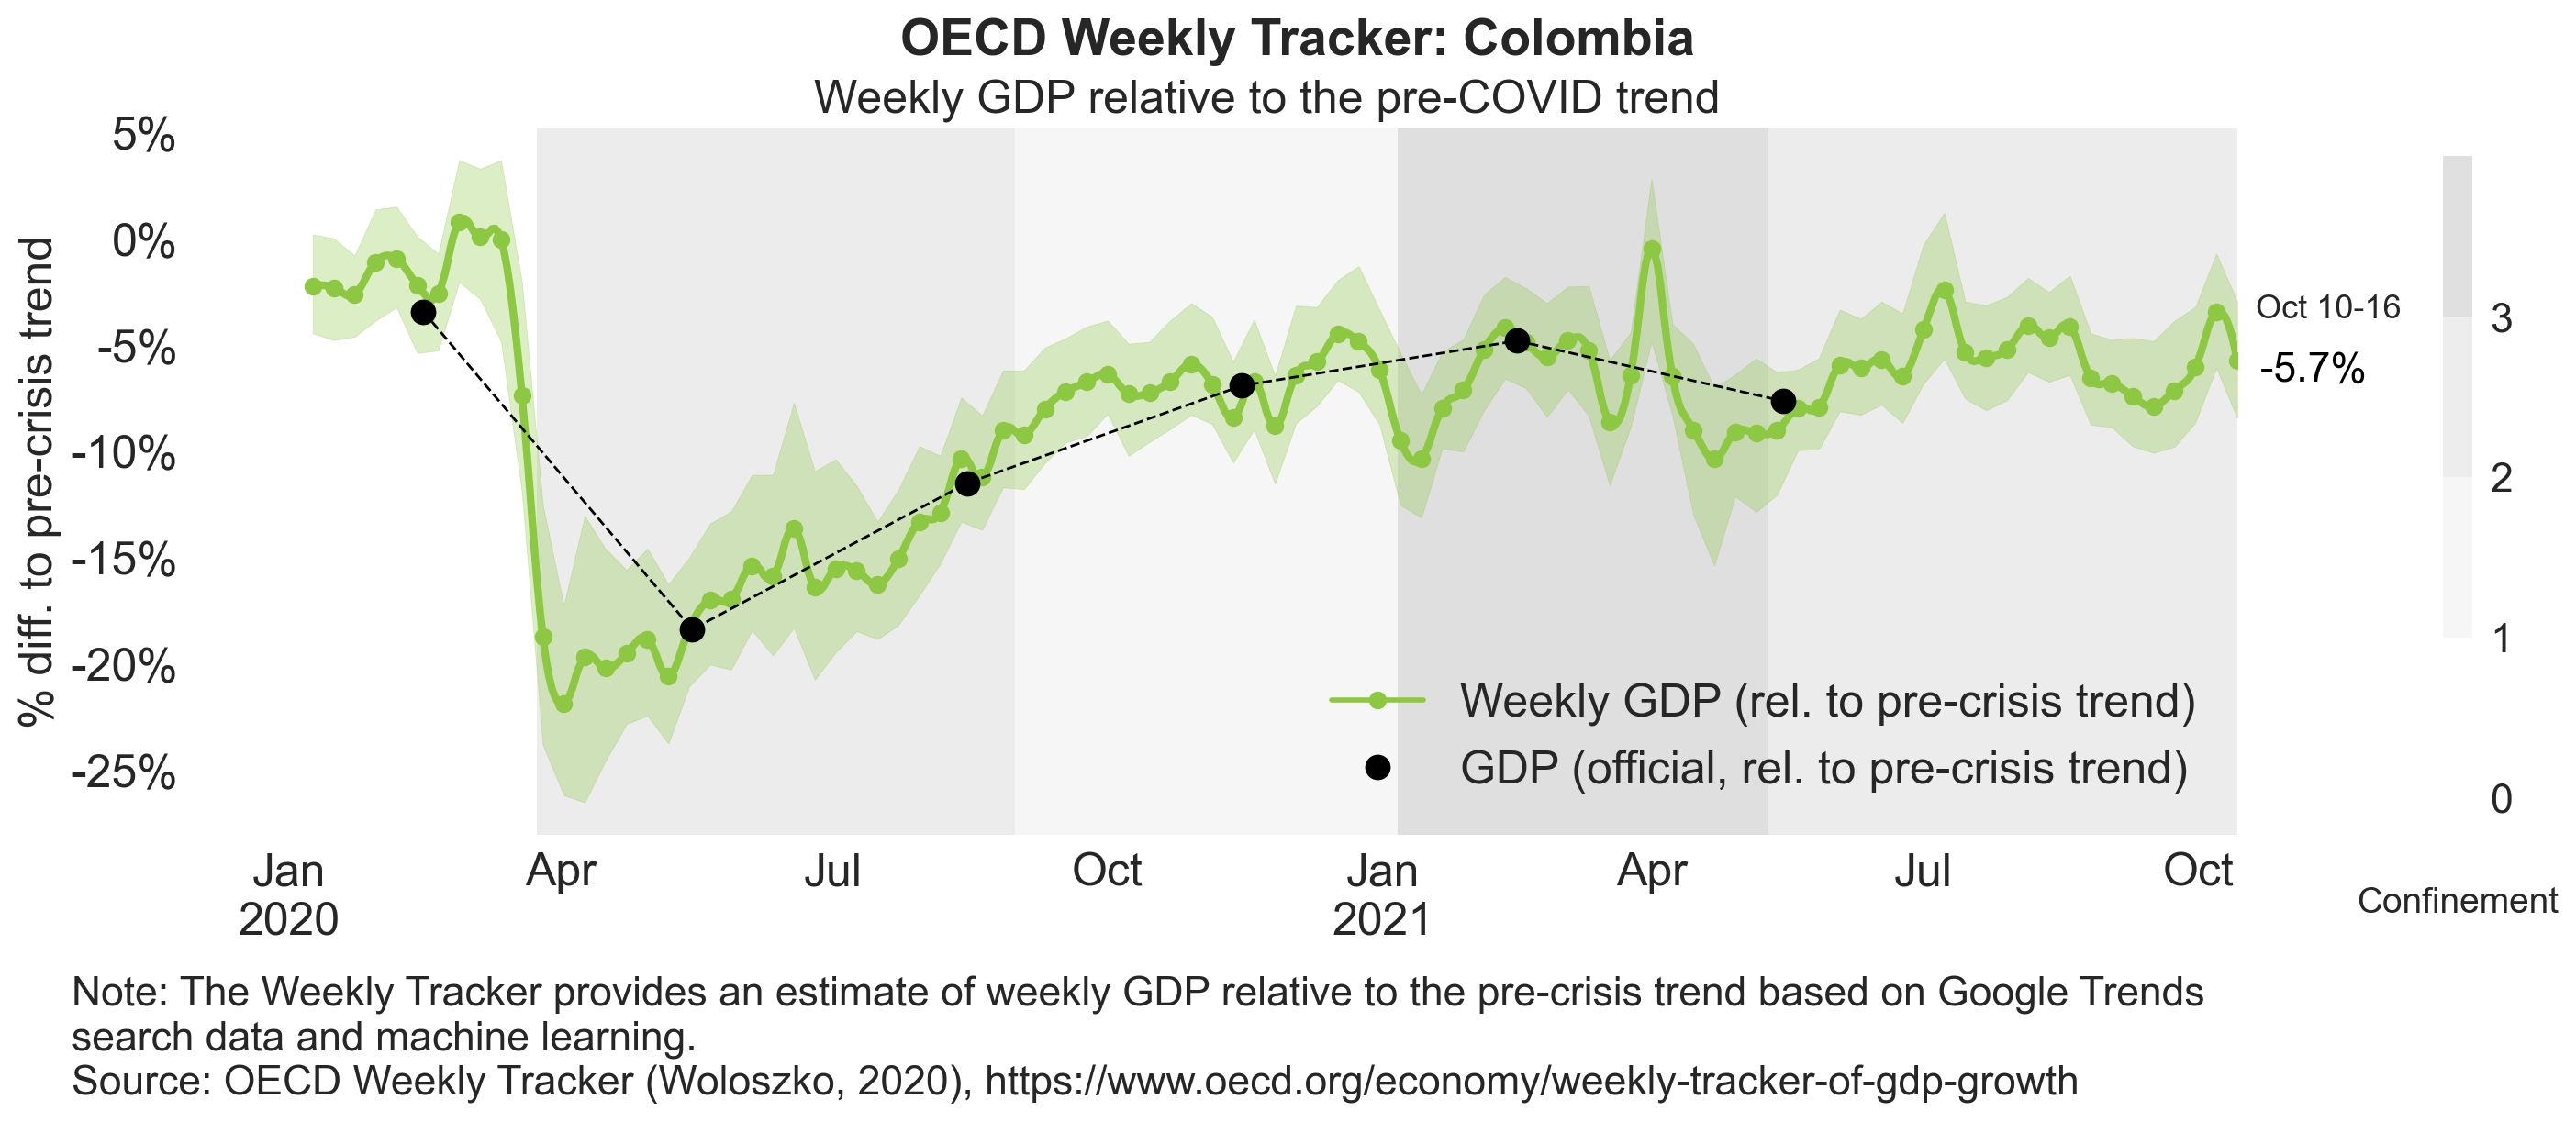 OECD Weekly Tracker: Colombia
Weekly GDP relative to the pre-COVID trend
% diff. to pre-crisis trend
5%
0%
-5%
-10%
-15%
-20%
-25%
Oct 10-16
-5.7%
Weekly GDP (rel. to pre-crisis trend)
GDP (official, rel. to pre-crisis trend)
3
2
1
0
Confinement
Jan Apr Jul Oct Jan Apr Jul Oct
2020 2021
Note: The Weekly Tracker provides an estimate of weekly GDP relative to the pre-crisis trend based on Google Trends
search data and machine learning.
Source: OECD Weekly Tracker (Woloszko, 2020), https://www.oecd.org/economy/weekly-tracker-of-gdp-growth